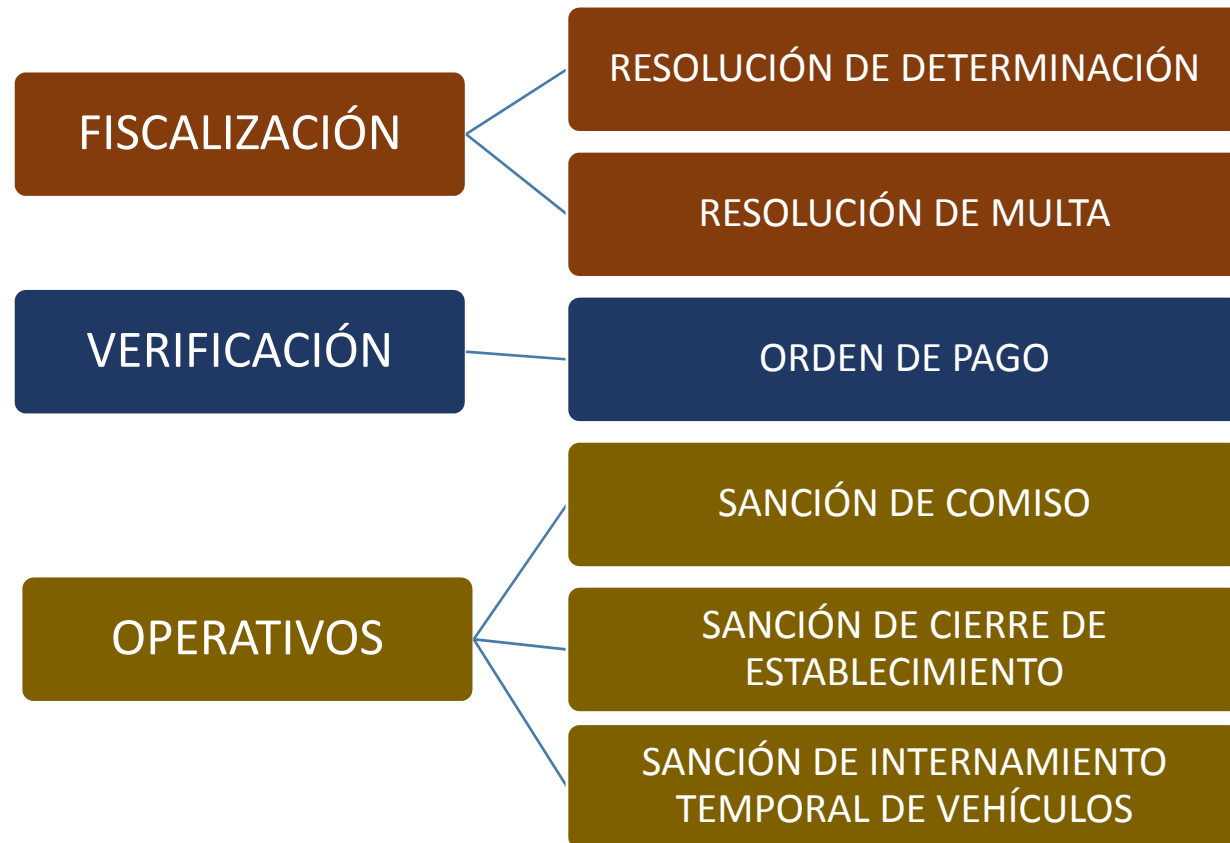 FISCALIZACIÓN
RESOLUCIÓN DE DETERMINACIÓN
RESOLUCIÓN DE MULTA
VERIFICACIÓN
ORDEN DE PAGO
OPERATIVOS
SANCIÓN DE COMISO
SANCIÓN DE CIERRE DE
ESTABLECIMIENTO
SANCIÓN DE INTERNAMIENTO
TEMPORAL DE VEHÍCULOS